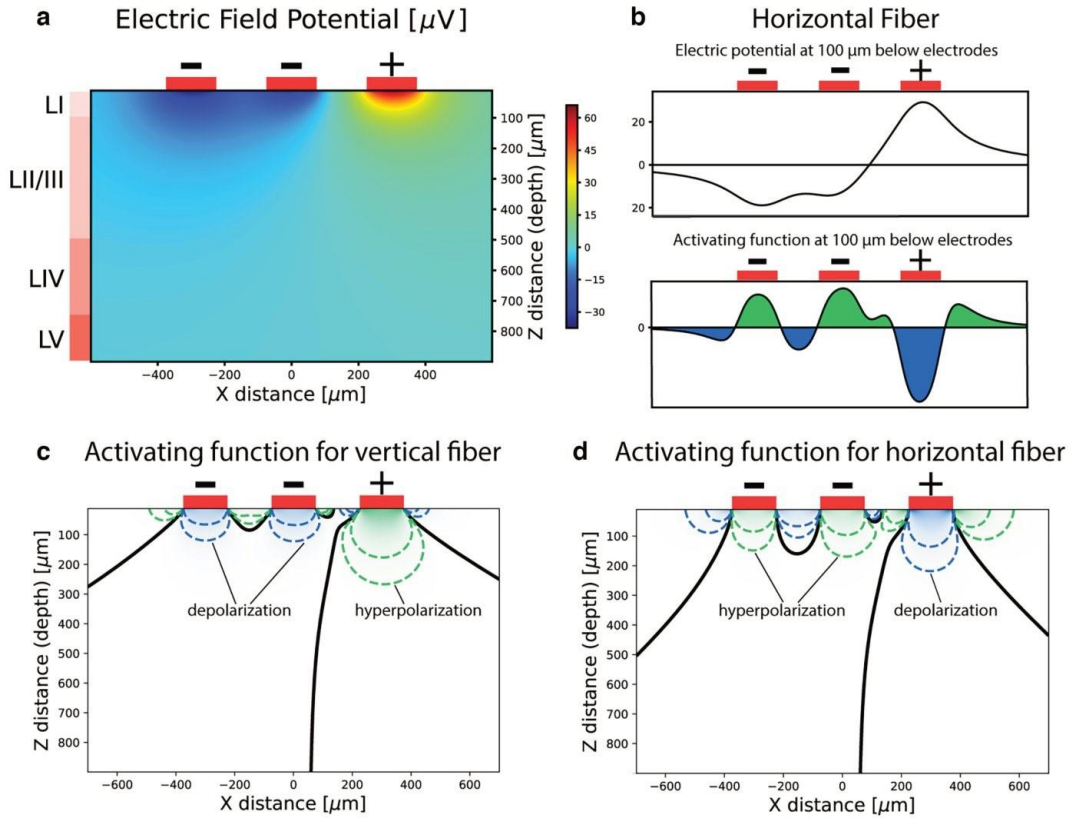 a
Electric Field Potential [μV]
− − +
LI
LII/III
LIV
LV
100
200
300
400
500
600
700
800
Z distance (depth) [μm]
60
45
30
15
0
−15
−30
−400 −200 0 200 400
X distance [μm]
b
Horizontal Fiber
Electric potential at 100 μm below electrodes
− − +
20
0
20
Activating function at 100 μm below electrodes
− − +
0
c
Activating function for vertical fiber
− − +
100
200
300
400
500
600
700
800
Z distance (depth) [μm]
depolarization
hyperpolarization
−600 −400 −200 0 200 400 600
X distance [μm]
d
Activating function for horizontal fiber
− − +
100
200
300
400
500
600
700
800
Z distance (depth) [μm]
hyperpolarization
depolarization
−600 −400 −200 0 200 400 600
X distance [μm]